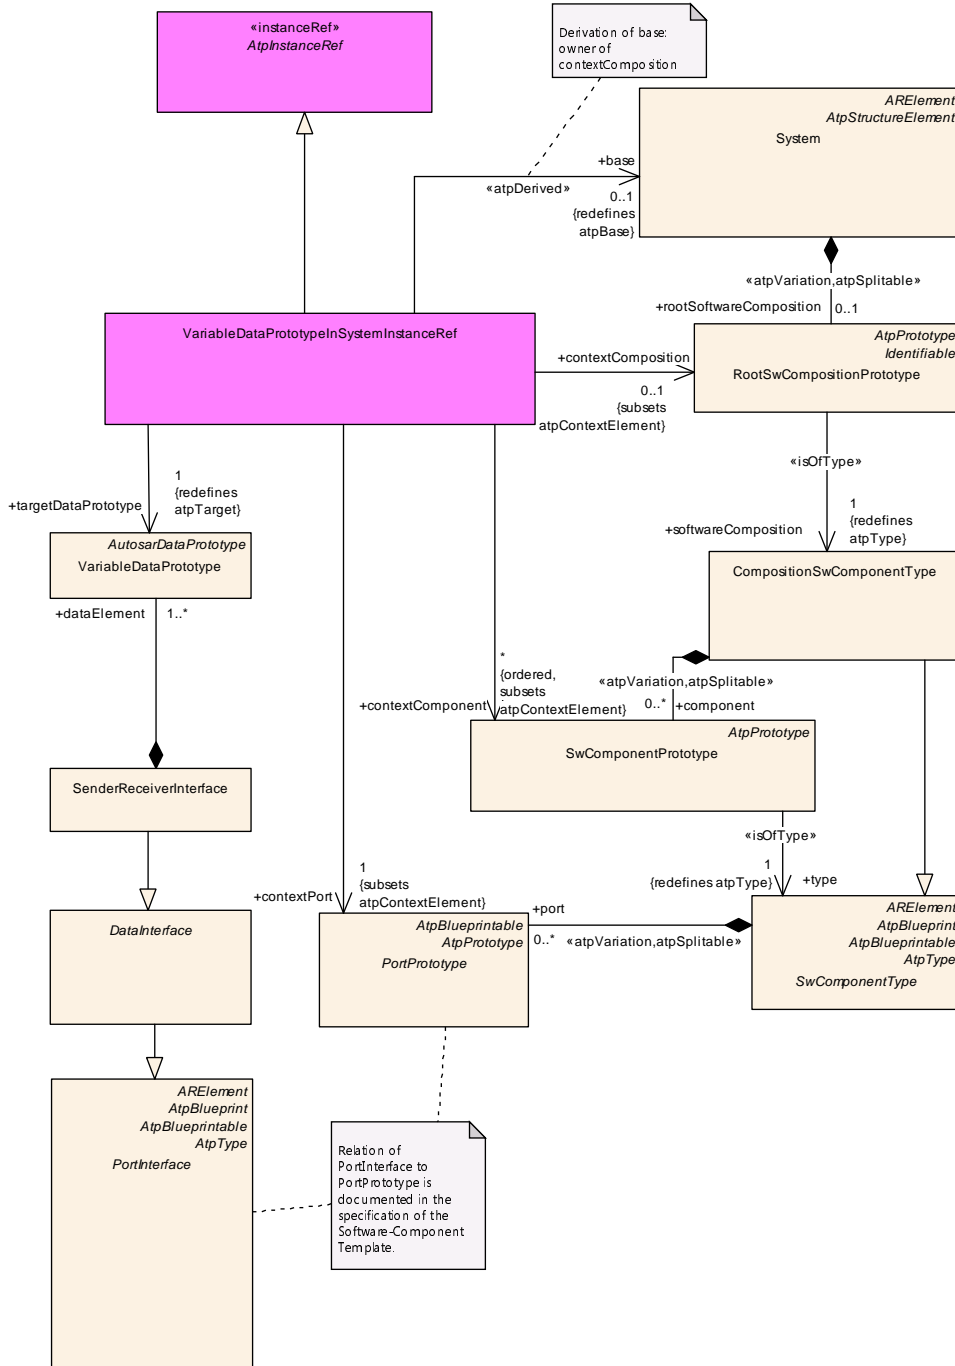 «instanceRef»
AtpInstanceRef
Derivation of base:
owner of
contextComposition
ARElement
AtpStructureElement
System
+base
«atpDerived»
0..1
{redefines
atpBase}
«atpVariation,atpSplitable»
+rootSoftwareComposition
0..1
VariableDataPrototypeInSystemInstanceRef
+contextComposition
0..1
{subsets
atpContextElement}
AtpPrototype
Identifiable
RootSwCompositionPrototype
«isOfType»
+softwareComposition
1
{redefines
atpType}
1
{redefines
atpTarget}
+targetDataPrototype
AutosarDataPrototype
VariableDataPrototype
+dataElement
1..*
CompositionSwComponentType
*
{ordered,
subsets
atpContextElement}
+contextComponent
«atpVariation,atpSplitable»
0..*
+component
AtpPrototype
SwComponentPrototype
SenderReceiverInterface
«isOfType»
1
{redefines atpType}
+type
1
{subsets
atpContextElement}
+contextPort
DataInterface
AtpBlueprintable
AtpPrototype
PortPrototype
+port
0..*
«atpVariation,atpSplitable»
ARElement
AtpBlueprint
AtpBlueprintable
AtpType
SwComponentType
ARElement
AtpBlueprint
AtpBlueprintable
AtpType
PortInterface
Relation of
PortInterface to
PortPrototype is
documented in the
specification of the
Software-Component
Template.